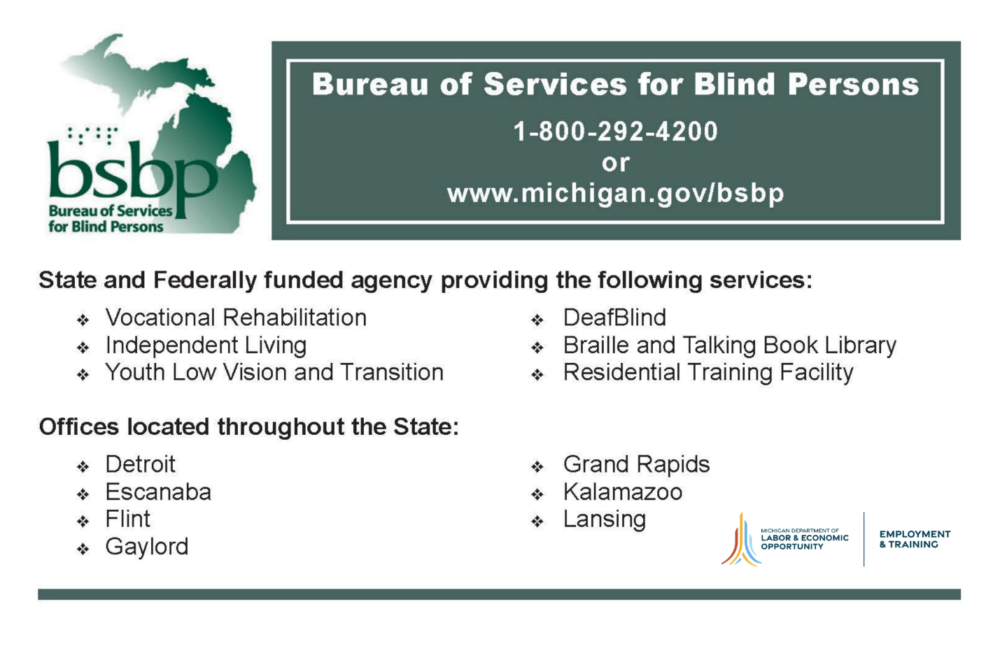 bsbp
Bureau of Services
for Blind Persons
Bureau of Services for Blind Persons
1-800-292-4200
or
www.michigan.gov/bsbp
State and Federally funded agency providing the following services:
❖ Vocational Rehabilitation
❖ Independent Living
❖ Youth Low Vision and Transition
❖ DeafBlind
❖ Braille and Talking Book Library
❖ Residential Training Facility
Offices located throughout the State:
❖ Detroit
❖ Escanaba
❖ Flint
❖ Gaylord
❖ Grand Rapids
❖ Kalamazoo
❖ Lansing
MICHIGAN DEPARTMENT OF
LABOR & ECONOMIC
OPPORTUNITY
EMPLOYMENT
& TRAINING